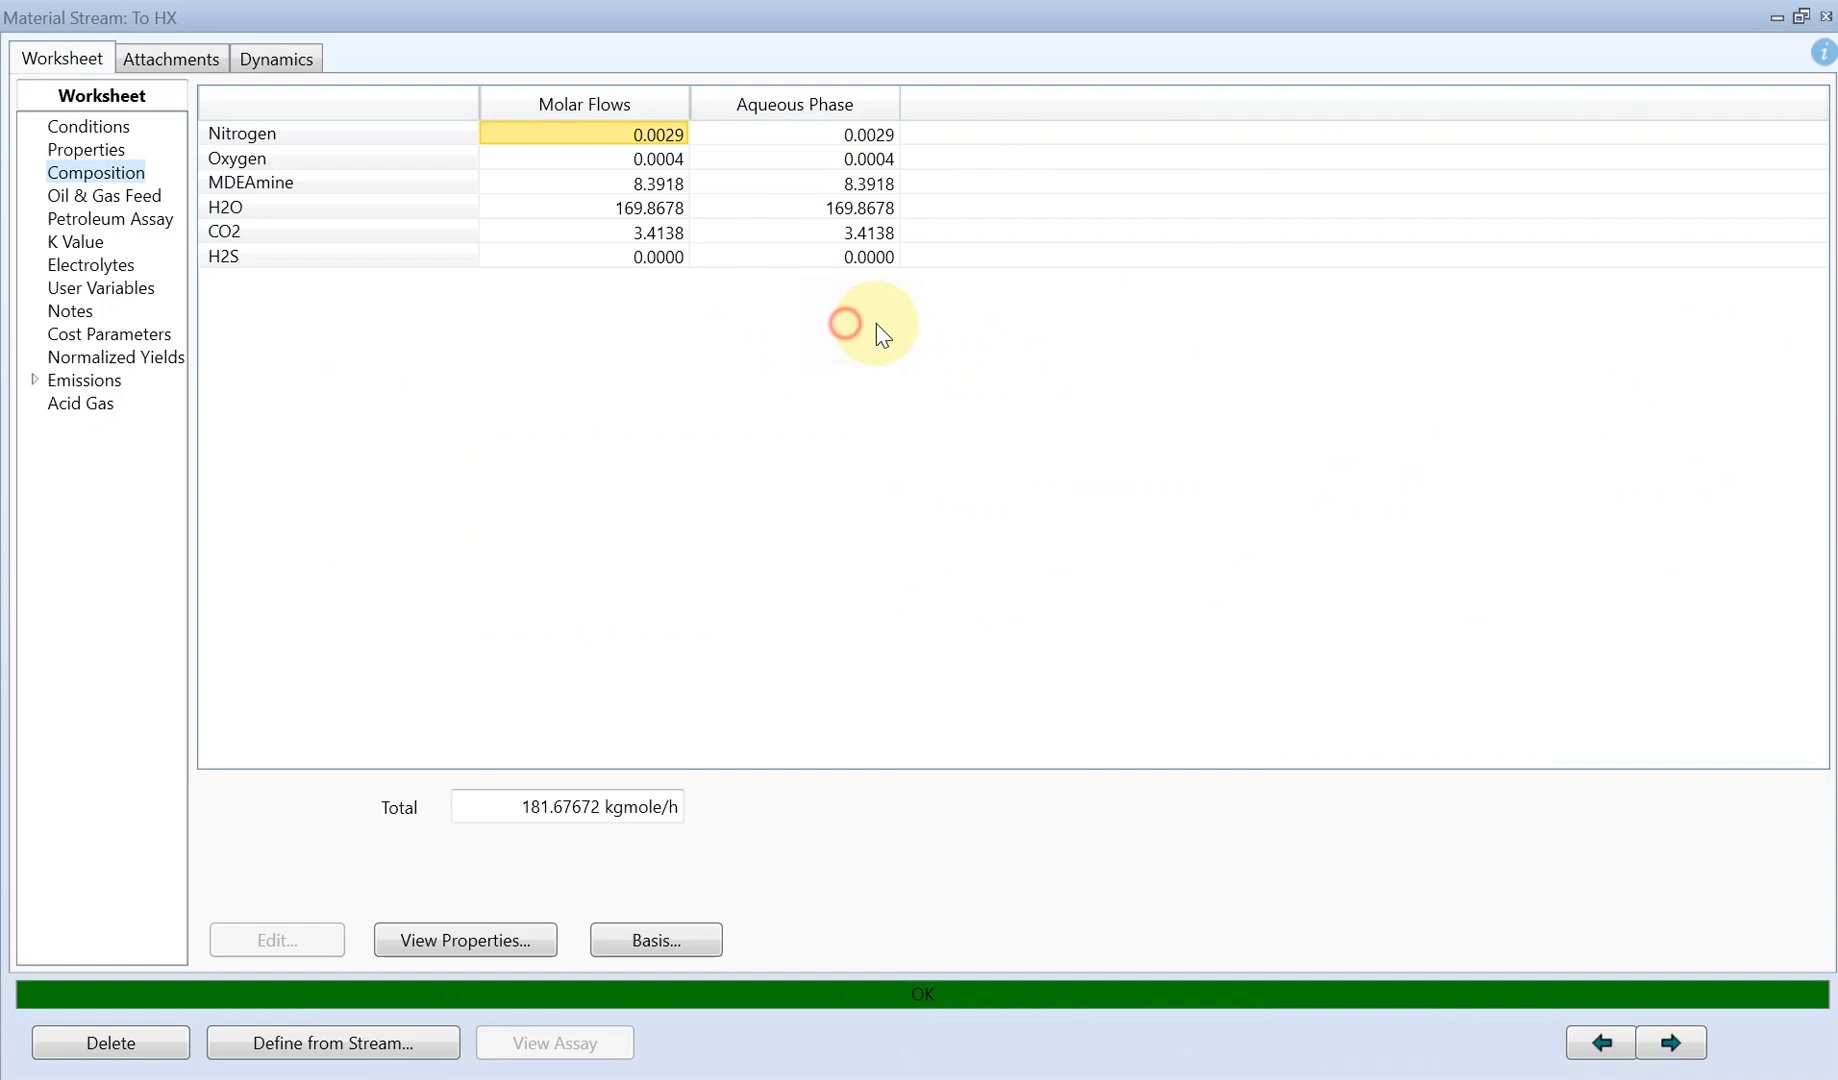 Material Stream: To HX
Worksheet Attachments Dynamics
Worksheet
Conditions
Properties
Composition
Oil & Gas Feed
Petroleum Assay
K Value
Electrolytes
User Variables
Notes
Cost Parameters
Normalized Yields
Emissions
Acid Gas
Molar Flows Aqueous Phase
Nitrogen 0.0029 0.0029
Oxygen 0.0004 0.0004
MDEAmine 8.3918 8.3918
H2O 169.8678 169.8678
CO2 3.4138 3.4138
H2S 0.0000 0.0000
Total 181.67672 kgmole/h
Edit... View Properties... Basis...
OK
Delete Define from Stream... View Assay